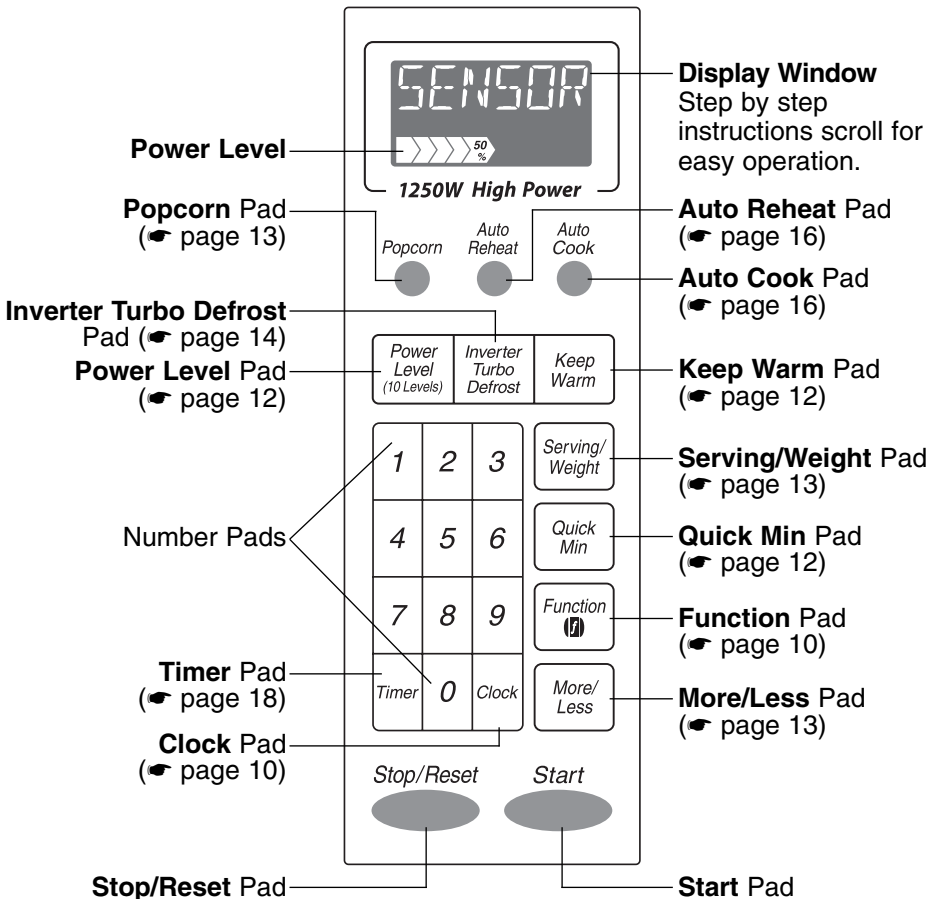 SENSOR
50
%
1250W High Power
Popcorn
Auto
Reheat
Auto
Cook
Power
Level
(10 Levels)
Inverter
Turbo
Defrost
Keep
Warm
1
2
3
Serving/
Weight
4
5
6
Quick
Min
7
8
9
Function
f
Timer
0
Clock
More/
Less
Stop/Reset
Start
Power Level
Popcorn Pad
(☛ page 13)
Inverter Turbo Defrost
Pad (☛ page 14)
Power Level Pad
(☛ page 12)
Number Pads
Timer Pad
(☛ page 18)
Clock Pad
(☛ page 10)
Stop/Reset Pad
Display Window
Step by step
instructions scroll for
easy operation.
Auto Reheat Pad
(☛ page 16)
Auto Cook Pad
(☛ page 16)
Keep Warm Pad
(☛ page 12)
Serving/Weight Pad
(☛ page 13)
Quick Min Pad
(☛ page 12)
Function Pad
(☛ page 10)
More/Less Pad
(☛ page 13)
Start Pad